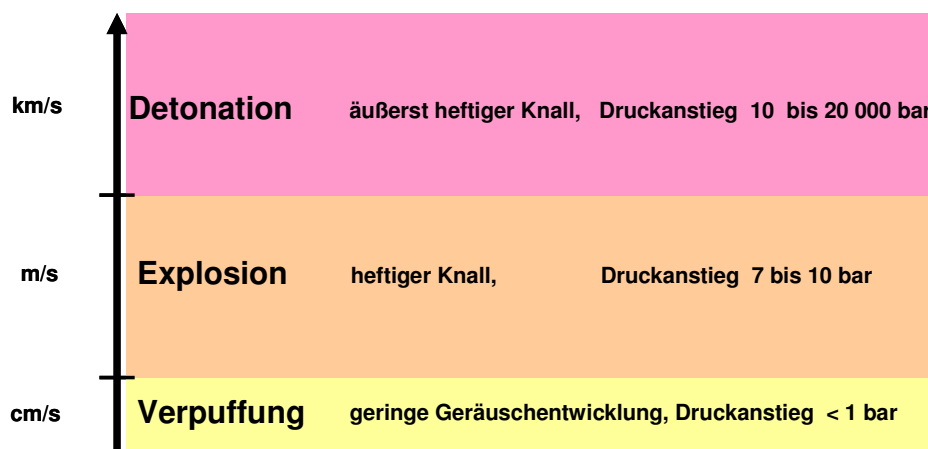 km/s Detonation äußerst heftiger Knall, Druckanstieg 10 bis 20 000 bar
m/s Explosion heftiger Knall, Druckanstieg 7 bis 10 bar
cm/s Verpuffung geringe Geräuschentwicklung, Druckanstieg < 1 bar